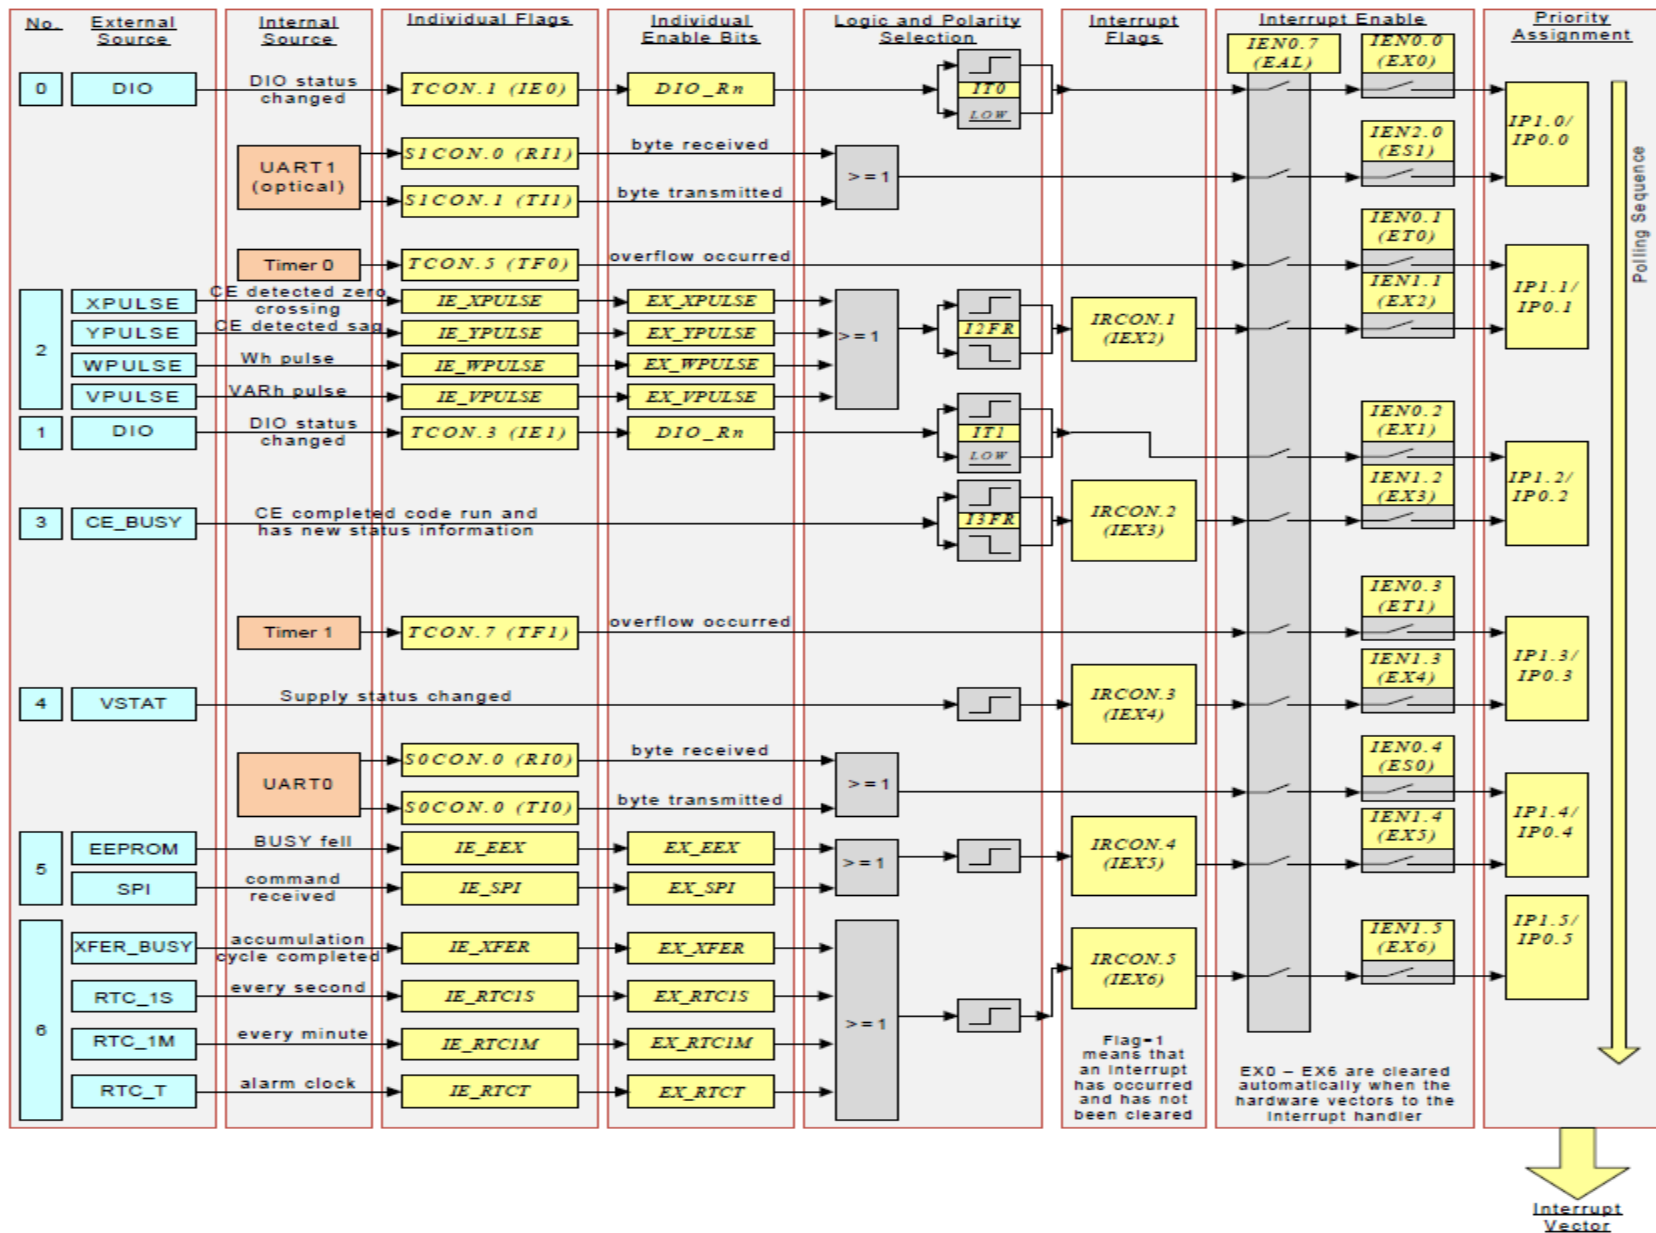 No. External Source Internal Source Individual Flags Individual Enable Bits Logic and Polarity Selection Interrupt Flags Interrupt Enable Priority Assignment
IEN0.7 (EAL)
IEN0.0 (EX0)
0 DIO DIO status changed TCON.1 (IE0) DIO_Rn IT0 LOW
IP1.0/ IP0.0
UART1 (optical)
S1CON.0 (RI1) byte received
S1CON.1 (TI1) byte transmitted
>=1
IEN2.0 (ES1)
Polling Sequence
Timer 0 TCON.5 (TF0) overflow occurred
IEN0.1 (ET0)
IP1.1/ IP0.1
2
XPULSE CE detected zero crossing IE_XPULSE EX_XPULSE
YPULSE CE detected sag IE_YPULSE EX_YPULSE
WPULSE Wh pulse IE_WPULSE EX_WPULSE
VPULSE VARh pulse IE_VPULSE EX_VPULSE
>=1
I2FR
IRCON.1 (IEX2)
IEN1.1 (EX2)
1 DIO DIO status changed TCON.3 (IE1) DIO_Rn IT1 LOW
IEN0.2 (EX1)
IP1.2/ IP0.2
3 CE_BUSY CE completed code run and has new status information
I3FR
IRCON.2 (IEX3)
IEN1.2 (EX3)
Timer 1 TCON.7 (TF1) overflow occurred
IEN0.3 (ET1)
IP1.3/ IP0.3
4 VSTAT Supply status changed
IRCON.3 (IEX4)
IEN1.3 (EX4)
UART0
S0CON.0 (RI0) byte received
S0CON.0 (TI0) byte transmitted
>=1
IEN0.4 (ES0)
IP1.4/ IP0.4
5
EEPROM BUSY fell IE_EEX EX_EEX
SPI command received IE_SPI EX_SPI
>=1
IRCON.4 (IEX5)
IEN1.4 (EX5)
6
XFER_BUSY accumulation cycle completed IE_XFER EX_XFER
RTC_1S every second IE_RTC1S EX_RTC1S
RTC_1M every minute IE_RTC1M EX_RTC1M
RTC_T alarm clock IE_RTCT EX_RTCT
>=1
IRCON.5 (IEX6)
IEN1.5 (EX6)
IP1.5/ IP0.5
Flag=1
means that
an interrupt
has occurred
and has not
been cleared
EX0 – EX6 are cleared
automatically when the
hardware vectors to the
interrupt handler
Interrupt
Vector